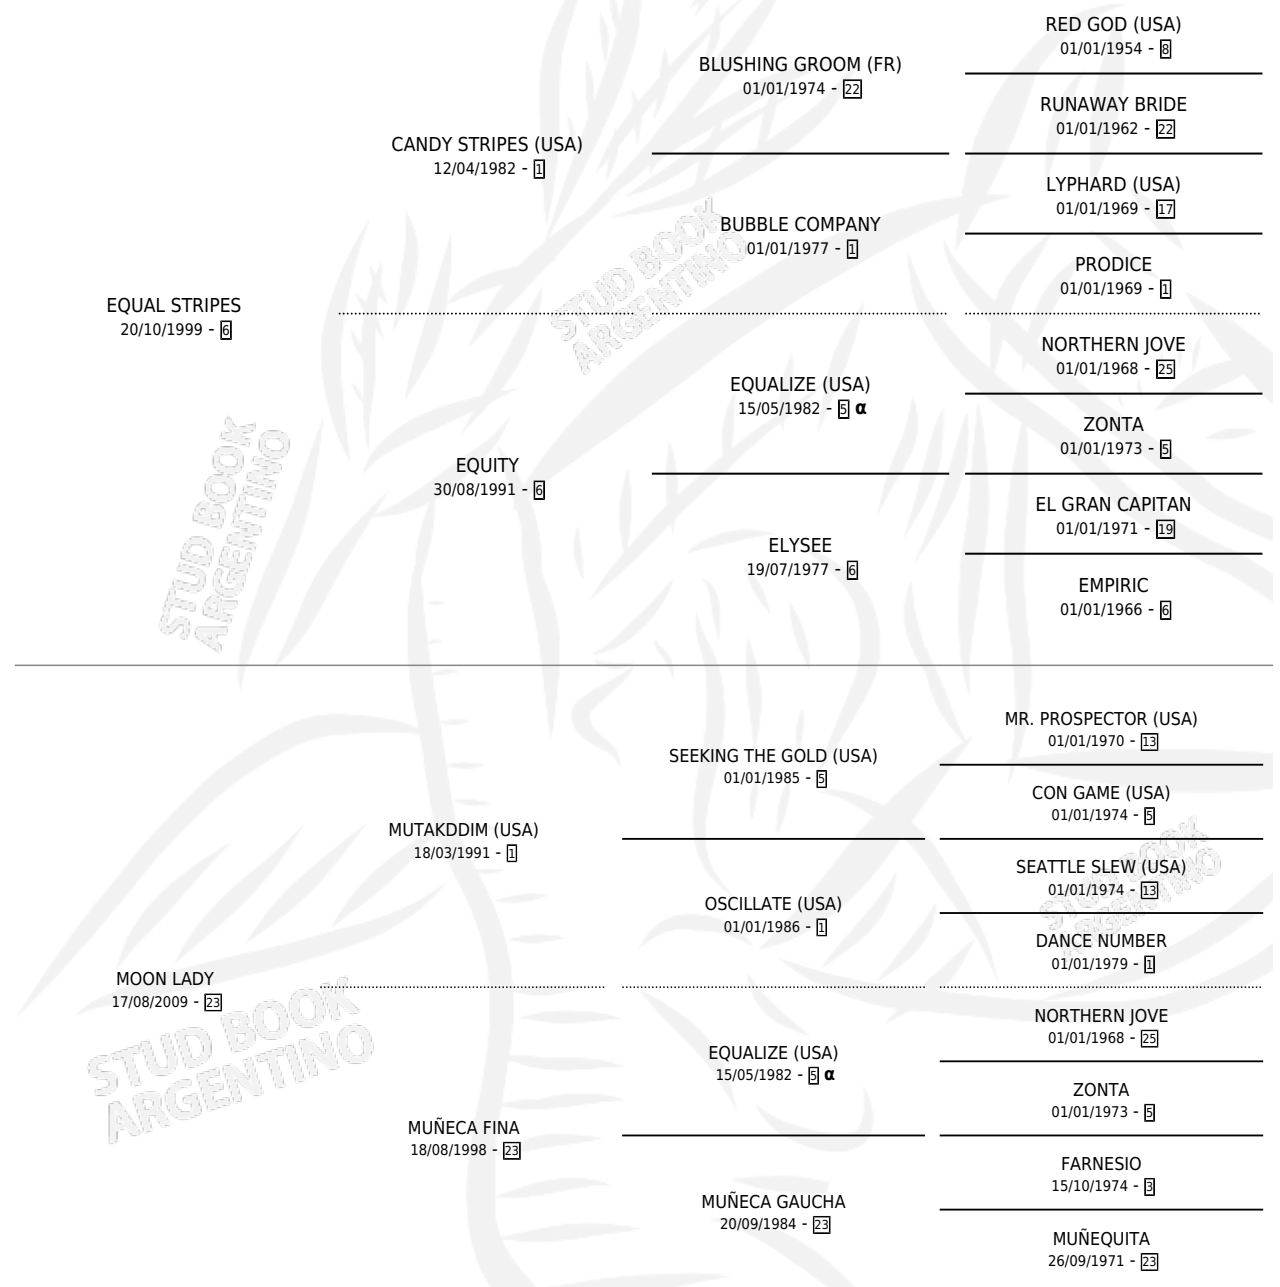 RED GOD (USA)
01/01/1954 - 8
BLUSHING GROOM (FR)
01/01/1974 - 22
RUNAWAY BRIDE
01/01/1962 - 22
CANDY STRIPES (USA)
12/04/1982 - 1
LYPHARD (USA)
01/01/1969 - 17
BUBBLE COMPANY
01/01/1977 - 1
PRODICE
01/01/1969 - 1
EQUAL STRIPES
20/10/1999 - 6
NORTHERN JOVE
01/01/1968 - 25
EQUALIZE (USA)
15/05/1982 - 5 α
ZONTA
01/01/1973 - 5
EQUITY
30/08/1991 - 6
EL GRAN CAPITAN
01/01/1971 - 19
ELYSEE
19/07/1977 - 6
EMPIRIC
01/01/1966 - 6
STUD BOOK
ARGENTINO
STUD BOOK
ARGENTINO
MR. PROSPECTOR (USA)
01/01/1970 - 13
SEEKING THE GOLD (USA)
01/01/1985 - 5
CON GAME (USA)
01/01/1974 - 5
MUTAKDDIM (USA)
18/03/1991 - 1
SEATTLE SLEW (USA)
01/01/1974 - 13
OSCILLATE (USA)
01/01/1986 - 1
DANCE NUMBER
01/01/1979 - 1
MOON LADY
17/08/2009 - 23
NORTHERN JOVE
01/01/1968 - 25
EQUALIZE (USA)
15/05/1982 - 5 α
ZONTA
01/01/1973 - 5
MUÑECA FINA
18/08/1998 - 23
FARNESIO
15/10/1974 - 3
MUÑECA GAUCHA
20/09/1984 - 23
MUÑEQUITA
26/09/1971 - 23
STUD BOOK
ARGENTINO
STUD BOOK
ARGENTINO